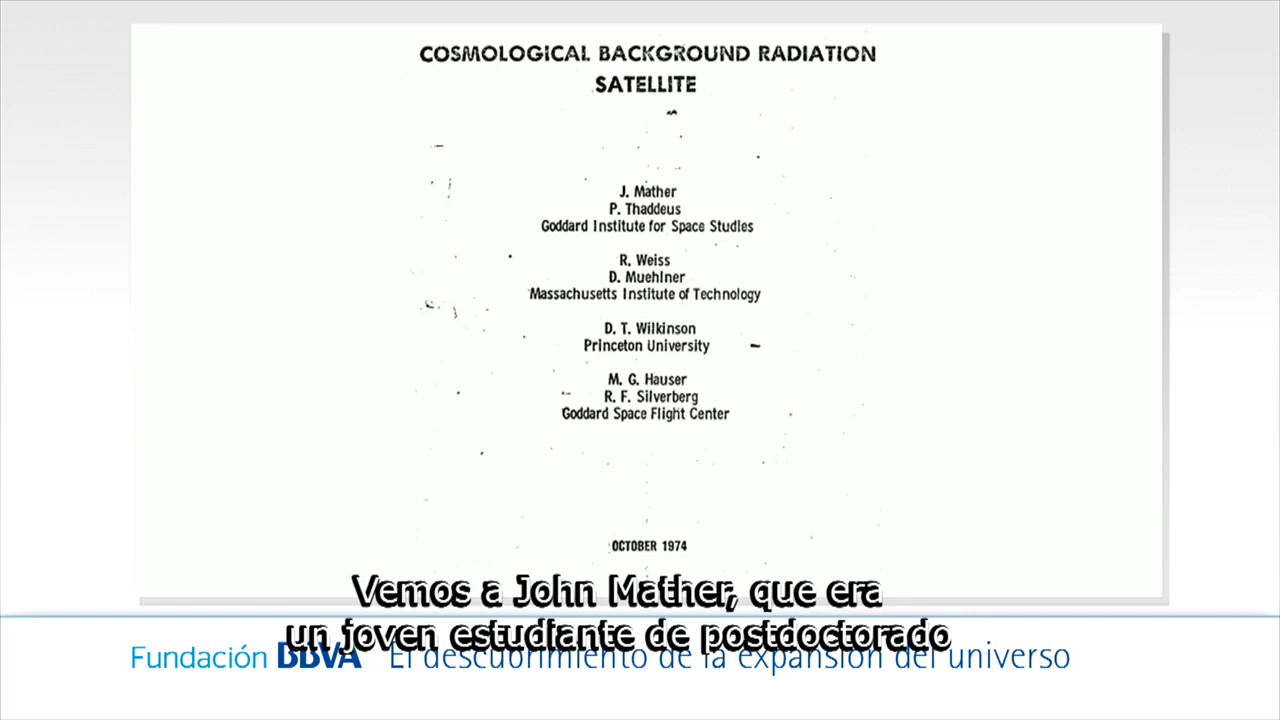 COSMOLOGICAL BACKGROUND RADIATION
SATELLITE
J. Mather
P. Thaddeus
Goddard Institute for Space Studies
R. Weiss
D. Muehlner
Massachusetts Institute of Technology
D. T. Wilkinson
Princeton University
M. G. Hauser
R. F. Silverberg
Goddard Space Flight Center
OCTOBER 1974
Vemos a John Mather, que era
un joven estudiante de postdoctorado
Fundación BBVA El descubrimiento de la expansión del universo